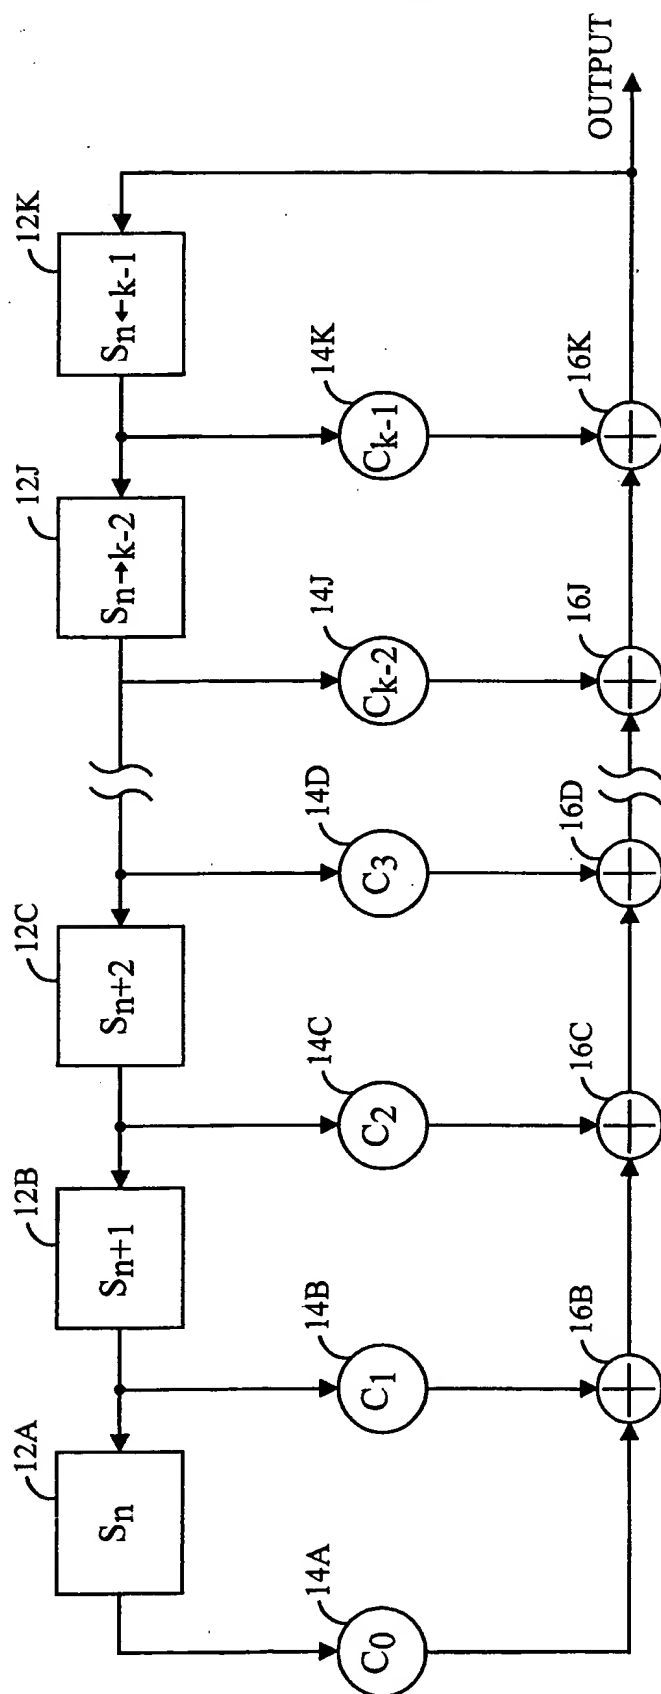 12A 12B 12C 12J 12K
Sn Sn+1 Sn+2 Sn→k-2 Sn←k-1
14A 14B 14C 14D 14J 14K
C0 C1 C2 C3 Ck-2 Ck-1
16B 16C 16D 16J 16K
OUTPUT